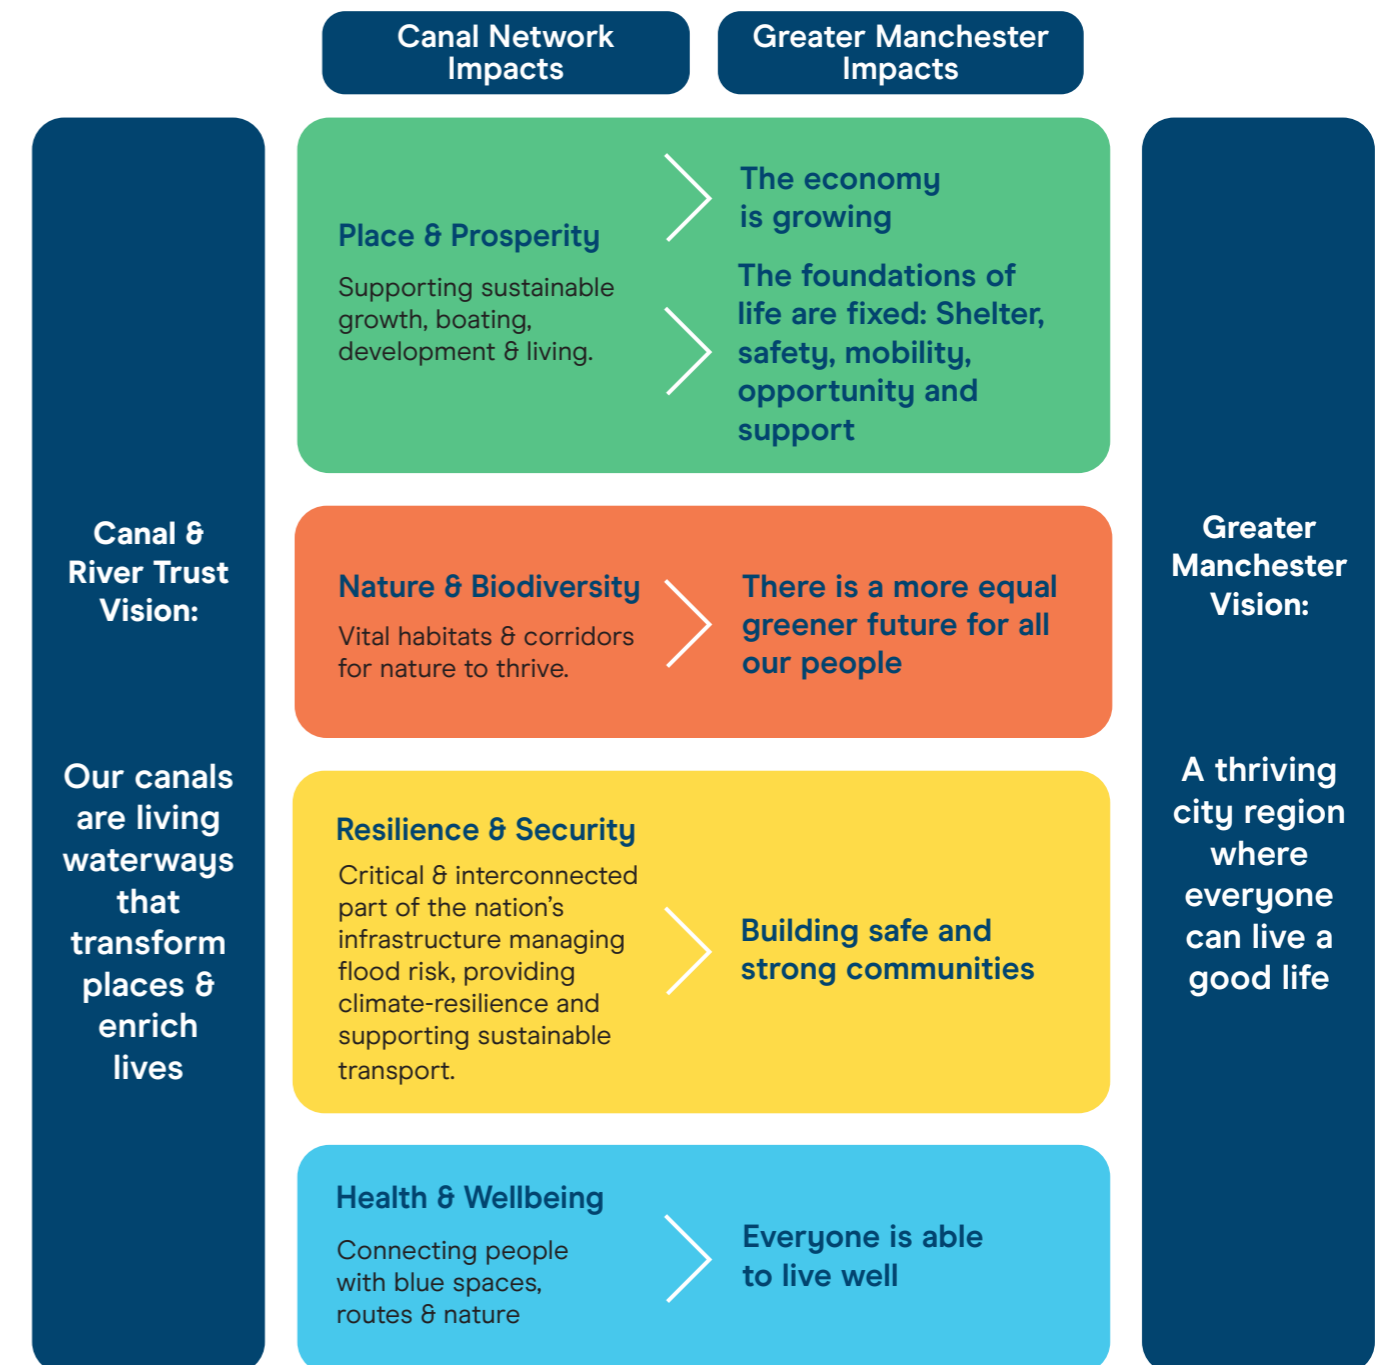 Canal Network
Impacts
Greater Manchester
Impacts
Canal &
River Trust
Vision:
Our canals
are living
waterways
that
transform
places &
enrich
lives
Place & Prosperity
Supporting sustainable
growth, boating,
development & living.
The economy
is growing
The foundations of
life are fixed: Shelter,
safety, mobility,
opportunity and
support
Nature & Biodiversity
Vital habitats & corridors
for nature to thrive.
There is a more equal
greener future for all
our people
Resilience & Security
Critical & interconnected
part of the nation’s
infrastructure managing
flood risk, providing
climate-resilience and
supporting sustainable
transport.
Building safe and
strong communities
Health & Wellbeing
Connecting people
with blue spaces,
routes & nature
Everyone is able
to live well
Greater
Manchester
Vision:
A thriving
city region
where
everyone
can live a
good life